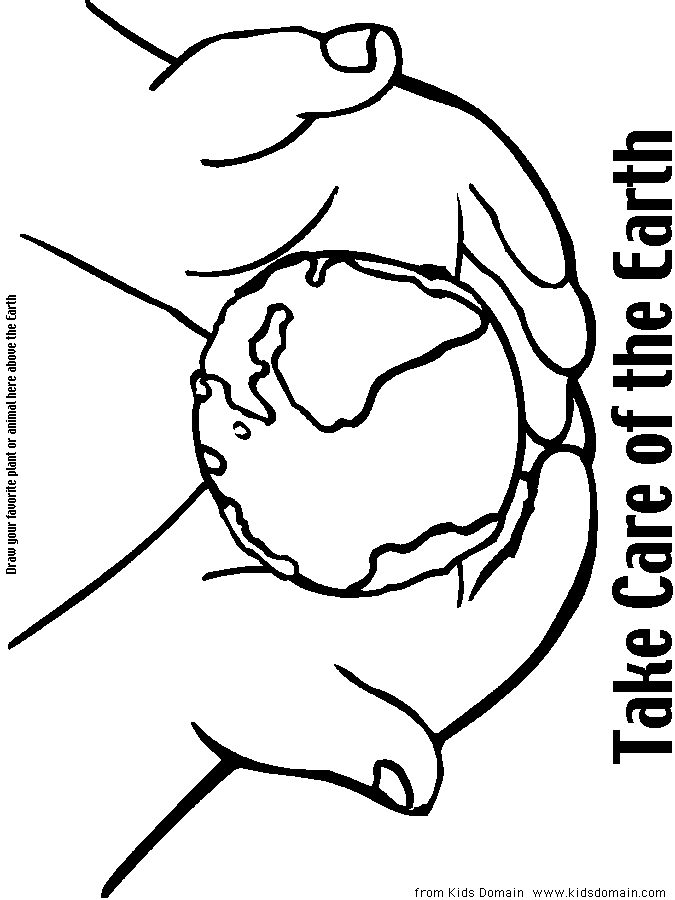 Draw your favorite plant or animal here above the Earth
Take Care of the Earth
from Kids Domain www.kidsdomain.com